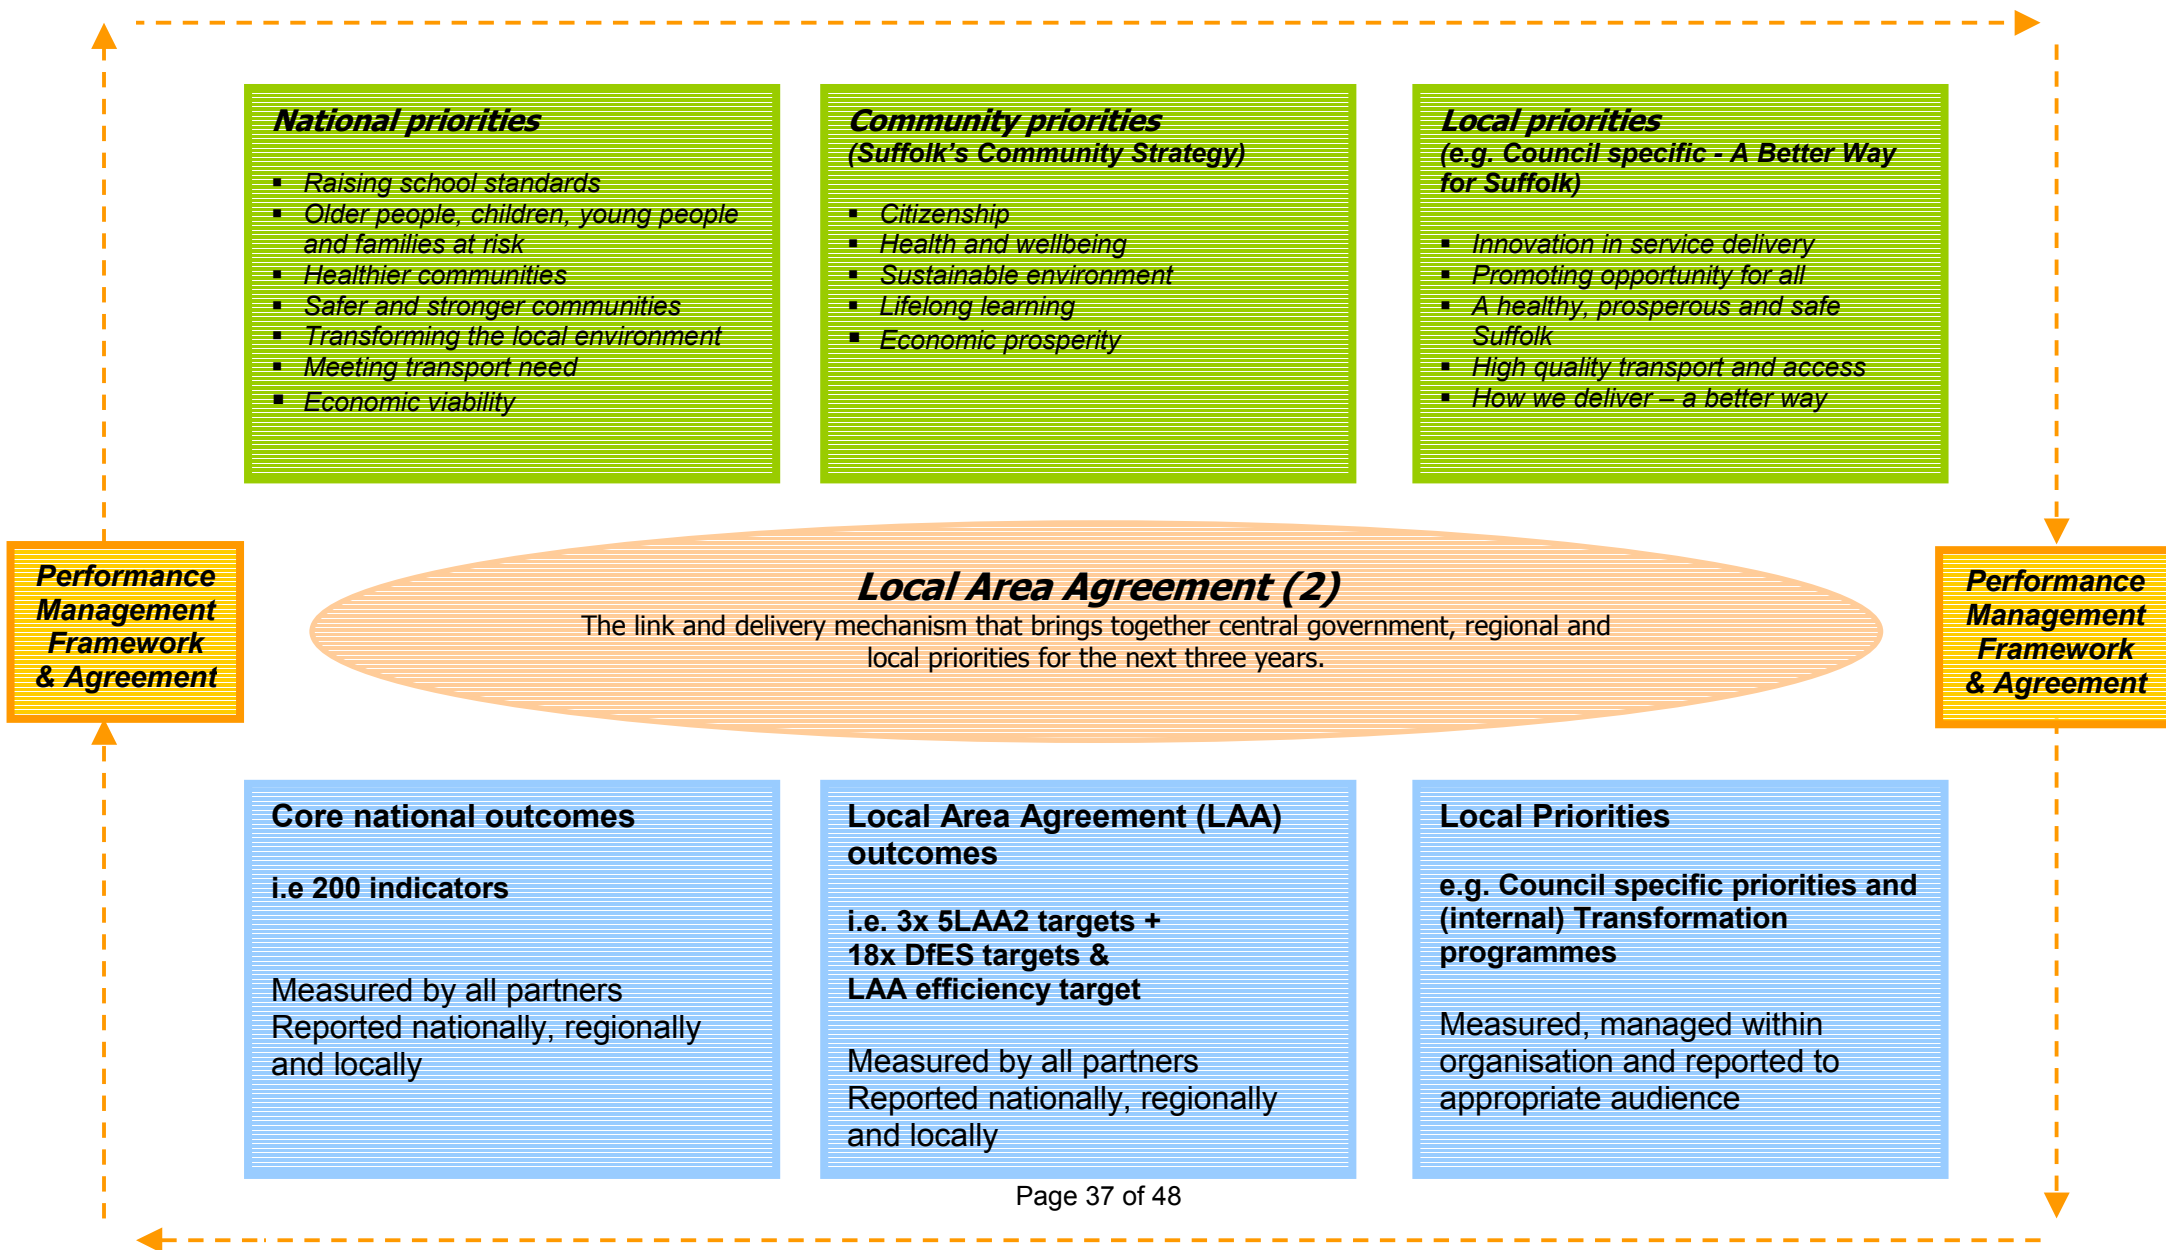 National priorities
▪ Raising school standards
▪ Older people, children, young people
and families at risk
▪ Healthier communities
▪ Safer and stronger communities
▪ Transforming the local environment
▪ Meeting transport need
▪ Economic viability
Community priorities
(Suffolk's Community Strategy)
▪ Citizenship
▪ Health and wellbeing
▪ Sustainable environment
▪ Lifelong learning
▪ Economic prosperity
Local priorities
(e.g. Council specific - A Better Way
for Suffolk)
▪ Innovation in service delivery
▪ Promoting opportunity for all
▪ A healthy, prosperous and safe
Suffolk
▪ High quality transport and access
▪ How we deliver – a better way
Performance
Management
Framework
& Agreement
Local Area Agreement (2)
The link and delivery mechanism that brings together central government, regional and
local priorities for the next three years.
Performance
Management
Framework
& Agreement
Core national outcomes
i.e 200 indicators
Measured by all partners
Reported nationally, regionally
and locally
Local Area Agreement (LAA)
outcomes
i.e. 3x 5LAA2 targets +
18x DfES targets &
LAA efficiency target
Measured by all partners
Reported nationally, regionally
and locally
Local Priorities
e.g. Council specific priorities and
(internal) Transformation
programmes
Measured, managed within
organisation and reported to
appropriate audience
Page 37 of 48